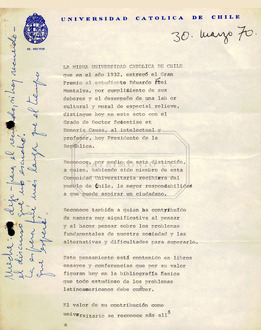 UNIVERSIDAD CATOLICA DE CHILE
EL RECTOR
30. Marzo 70.
LA MISMA UNIVERSIDAD CATOLICA DE CHILE
que en el año 1932, entregó el Gran
Premio al estudiante Eduardo Frei
Montalva, por cumplimiento de sus
deberes y el desempeño de una labor
cultural y moral de especial relieve,
distingue hoy en este acto con el
Grado de Doctor Scientiae et
Honoris Causa, al intelectual y
profesor, hoy Presidente de la
República.
Reconoce, por medio de esta distinción,
a quien, habiendo sido miembro de esta
Comunidad Universitaria recibiera del
pueblo de Chile, la mayor responsabilidad
a que puede aspirar un ciudadano.
Reconoce también a quien ha contribuído
de manera muy significativa al pensar
y al hacer pensar sobre los problemas
fundamentales de nuestra sociedad y las
alternativas y dificultades para superarlo.
Este pensamiento está contenido en libros
ensayos y conferencias que por su valor
figuran hoy en la bibliografía básica
que todo estudioso de los problemas
latinoamericanos debe conocer.
El valor de su contribución como
universitario se reconoce más allá
a